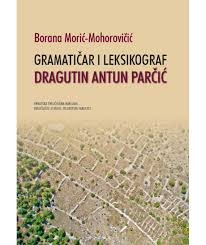 Borana Morić-Mohorovičić
GRAMATIČAR I LEKSIKOGRAF
DRAGUTIN ANTUN PARČIĆ